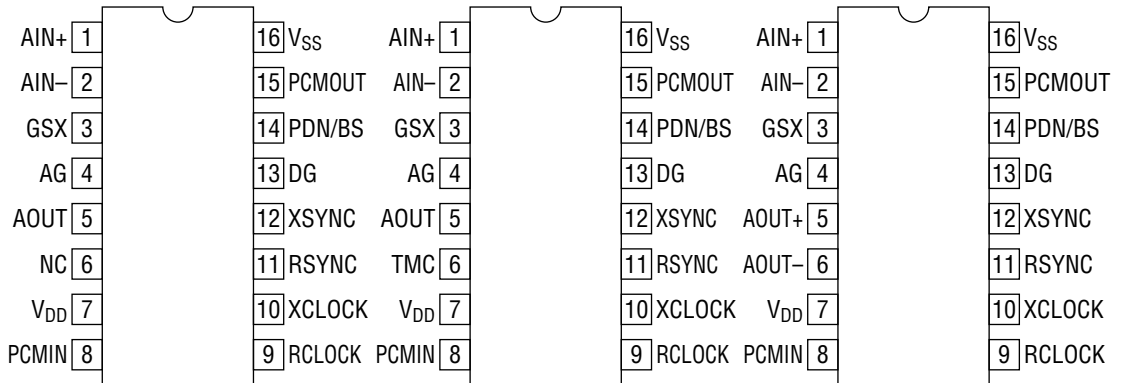 AIN+ 1 16 VSS AIN+ 1 16 VSS AIN+ 1 16 VSS
AIN– 2 15 PCMOUT AIN– 2 15 PCMOUT AIN– 2 15 PCMOUT
GSX 3 14 PDN/BS GSX 3 14 PDN/BS GSX 3 14 PDN/BS
AG 4 13 DG AG 4 13 DG AG 4 13 DG
AOUT 5 12 XSYNC AOUT 5 12 XSYNC AOUT+ 5 12 XSYNC
NC 6 11 RSYNC TMC 6 11 RSYNC AOUT– 6 11 RSYNC
VDD 7 10 XCLOCK VDD 7 10 XCLOCK VDD 7 10 XCLOCK
PCMIN 8 9 RCLOCK PCMIN 8 9 RCLOCK PCMIN 8 9 RCLOCK